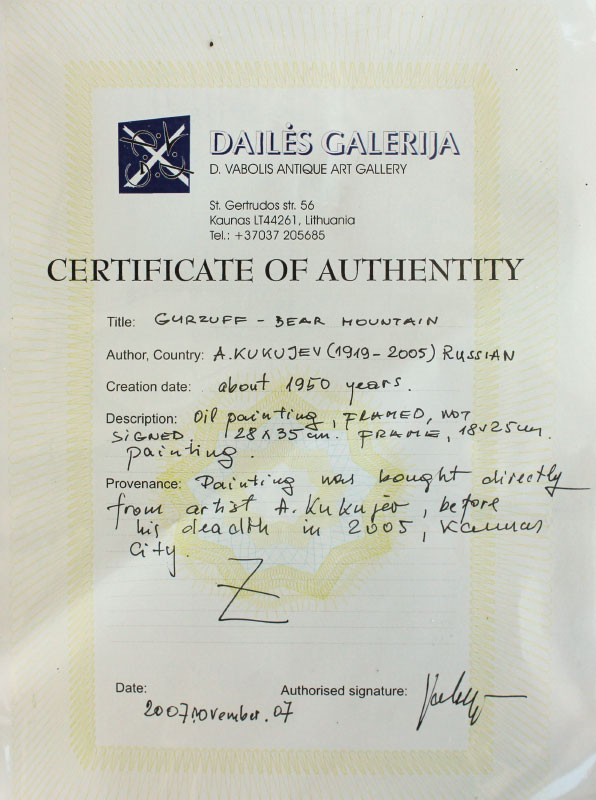 DAILĖS GALERIJA
D. VABOLIS ANTIQUE ART GALLERY
St. Gertrudos str. 56
Kaunas LT44261, Lithuania
Tel.: +37037 205685
CERTIFICATE OF AUTHENTITY
Title: GURZUFF - BEAR MOUNTAIN
Author, Country: A. KUKUJEV (1919-2005) RUSSIAN
Creation date: about 1950 years.
Description: Oil painting, FRAMED, NOT
SIGNED. 28 X 35 cm. FRAME, 18 x 25 cm.
painting.
Provenance: Painting was bought directly
from artist A. Kukujev, before
his deadth in 2005, Kaunas
City.
Z
Date: Authorised signature:
2007 november. 07